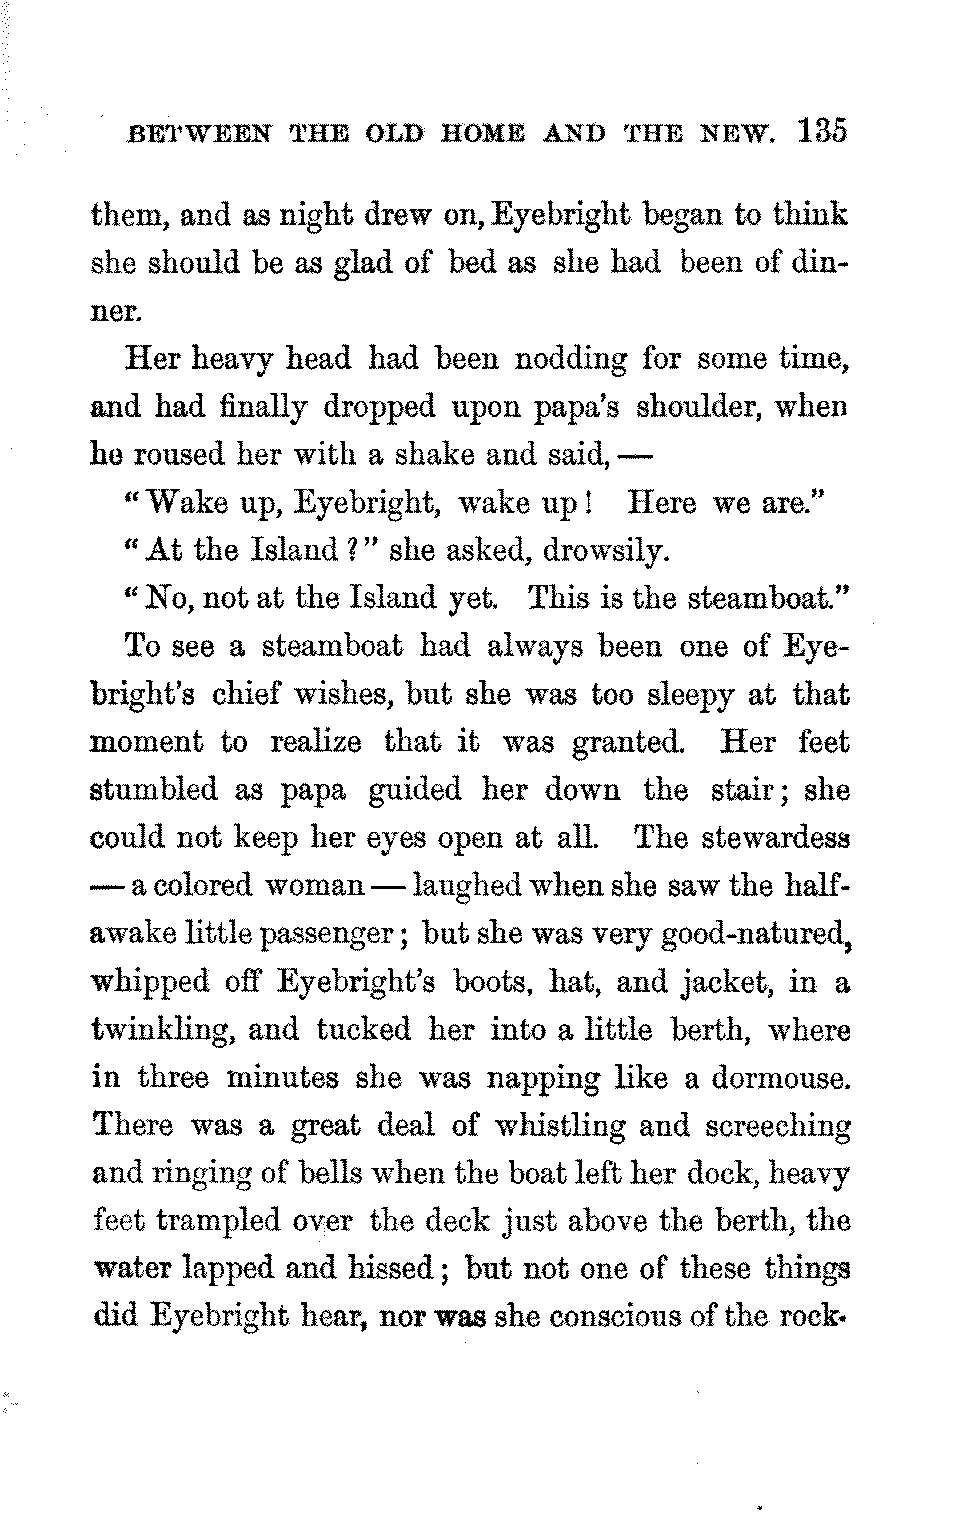 BETWEEN THE OLD HOME AND THE NEW. 135
them, and as night drew on, Eyebright began to think
she should be as glad of bed as she had been of din-
ner.
Her heavy head had been nodding for some time,
and had finally dropped upon papa's shoulder, when
he roused her with a shake and said, —
"Wake up, Eyebright, wake up! Here we are."
"At the Island?" she asked, drowsily.
"No, not at the Island yet. This is the steamboat."
To see a steamboat had always been one of Eye-
bright's chief wishes, but she was too sleepy at that
moment to realize that it was granted. Her feet
stumbled as papa guided her down the stair; she
could not keep her eyes open at all. The stewardess
— a colored woman — laughed when she saw the half-
awake little passenger; but she was very good-natured,
whipped off Eyebright's boots, hat, and jacket, in a
twinkling, and tucked her into a little berth, where
in three minutes she was napping like a dormouse.
There was a great deal of whistling and screeching
and ringing of bells when the boat left her dock, heavy
feet trampled over the deck just above the berth, the
water lapped and hissed; but not one of these things
did Eyebright hear, nor was she conscious of the rock-